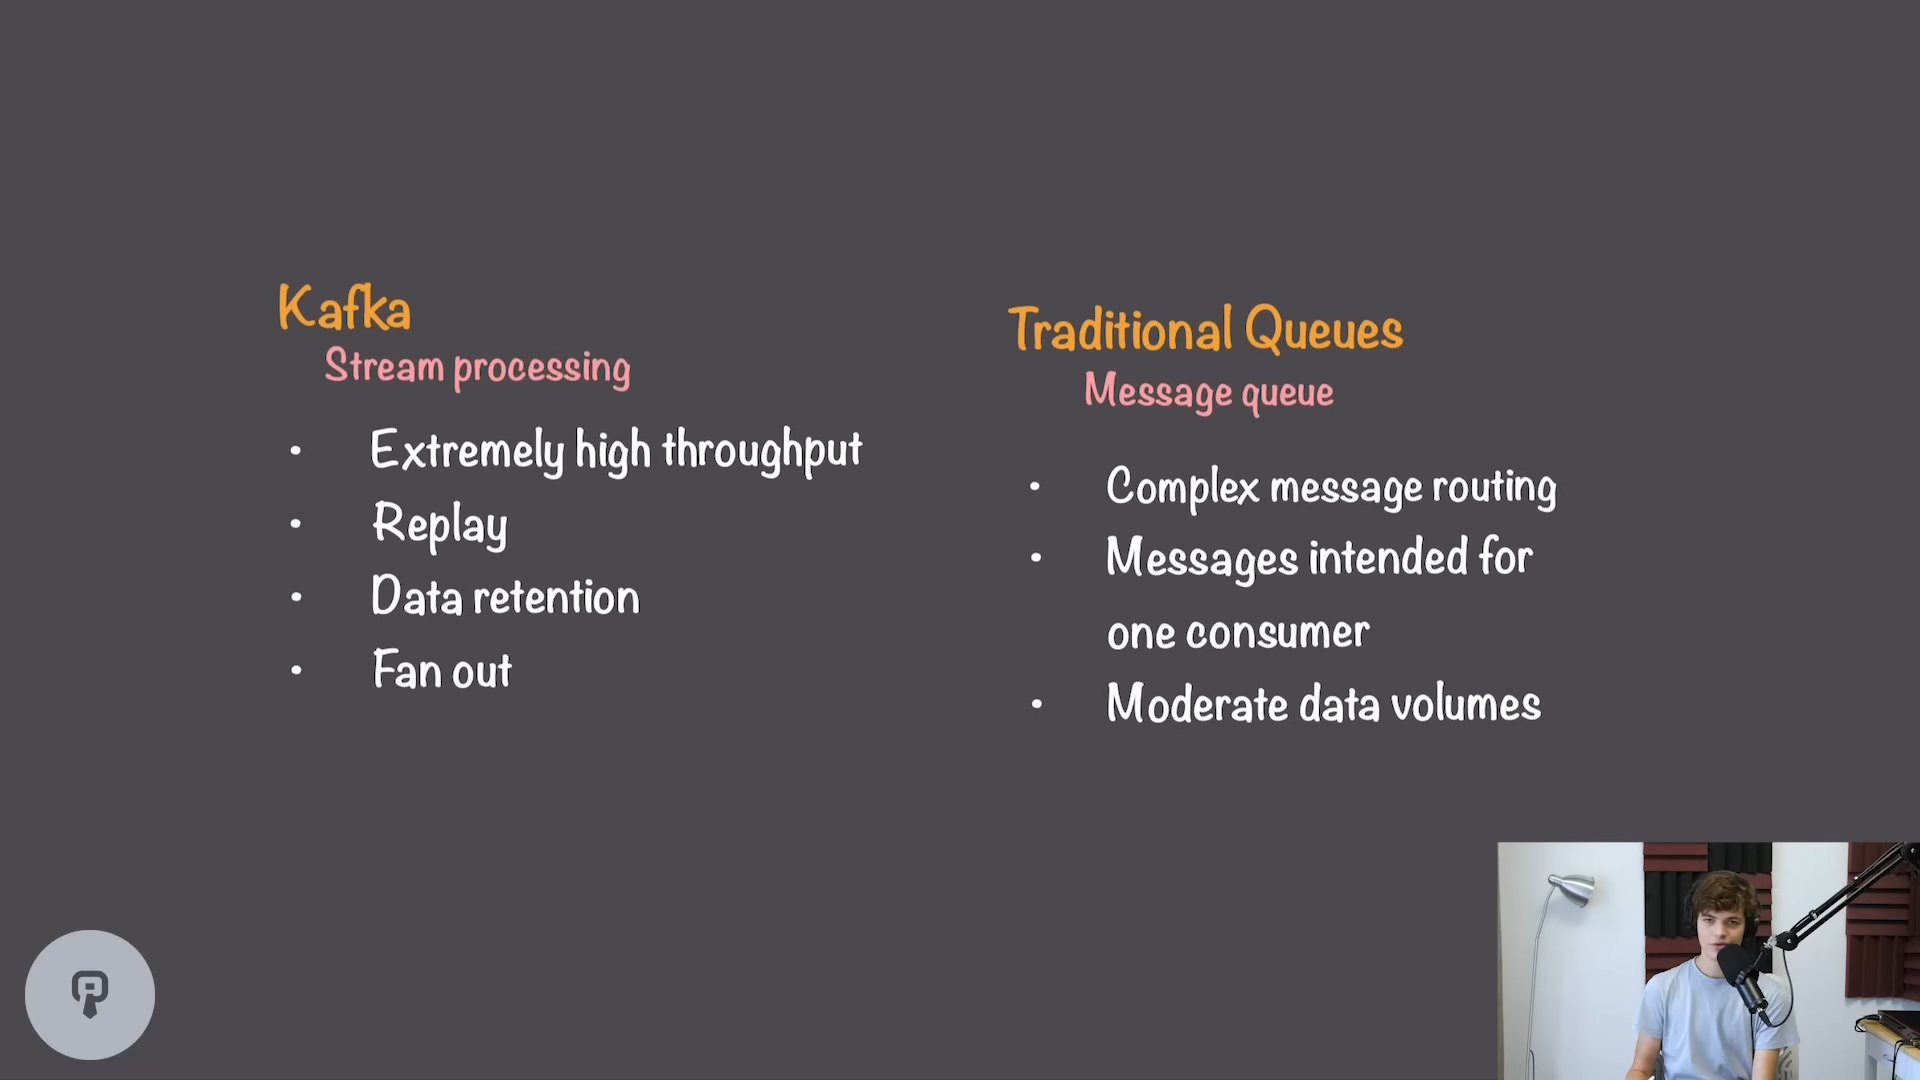 Kafka
Stream processing
• Extremely high throughput
• Replay
• Data retention
• Fan out
Traditional Queues
Message queue
• Complex message routing
• Messages intended for
one consumer
• Moderate data volumes